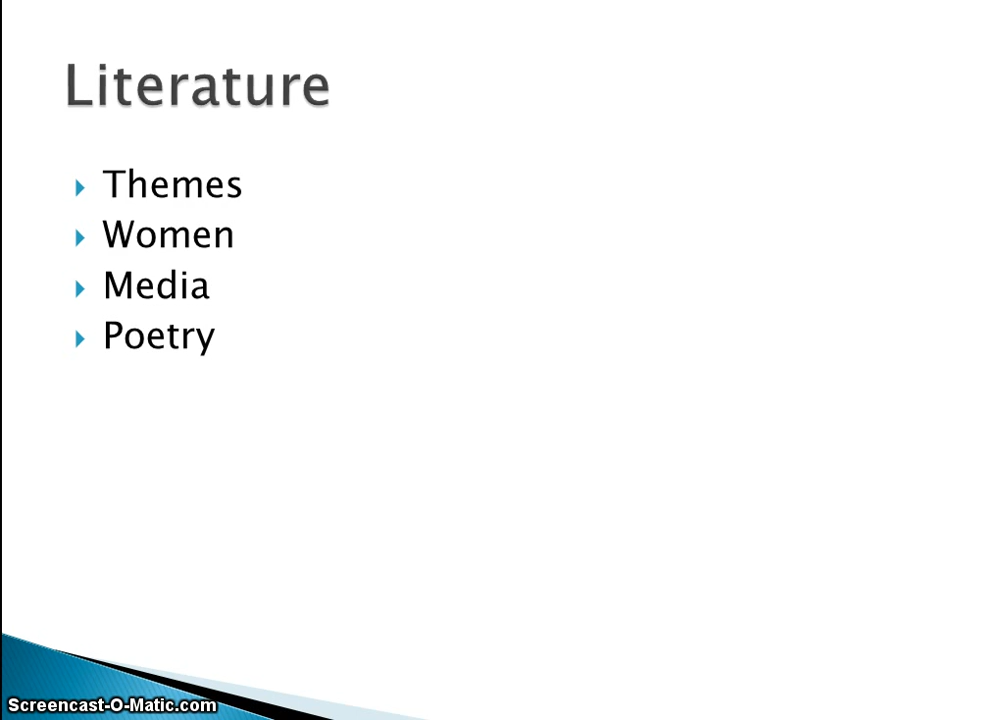 Literature
Themes
Women
Media
Poetry
Screencast-O-Matic.com